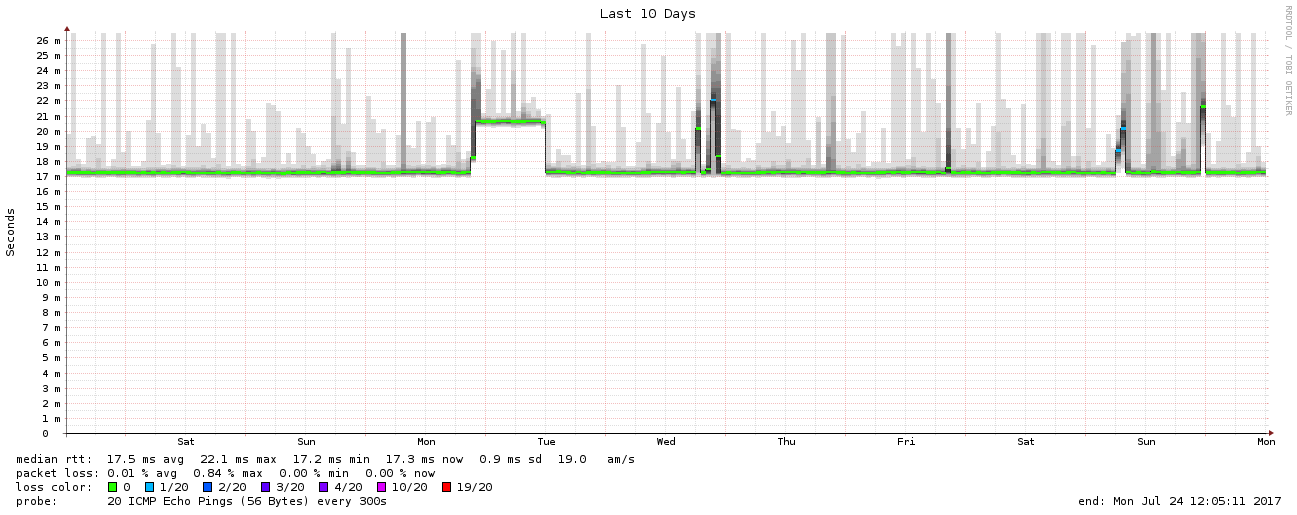 Last 10 Days
RRDTOOL / TOBI OETIKER
Seconds
26 m
25 m
24 m
23 m
22 m
21 m
20 m
19 m
18 m
17 m
16 m
15 m
14 m
13 m
12 m
11 m
10 m
9 m
8 m
7 m
6 m
5 m
4 m
3 m
2 m
1 m
0
Sat Sun Mon Tue Wed Thu Fri Sat Sun Mon
median rtt: 17.5 ms avg 22.1 ms max 17.2 ms min 17.3 ms now 0.9 ms sd 19.0 am/s
packet loss: 0.01 % avg 0.84 % max 0.00 % min 0.00 % now
loss color: 0 1/20 2/20 3/20 4/20 10/20 19/20
probe: 20 ICMP Echo Pings (56 Bytes) every 300s end: Mon Jul 24 12:05:11 2017